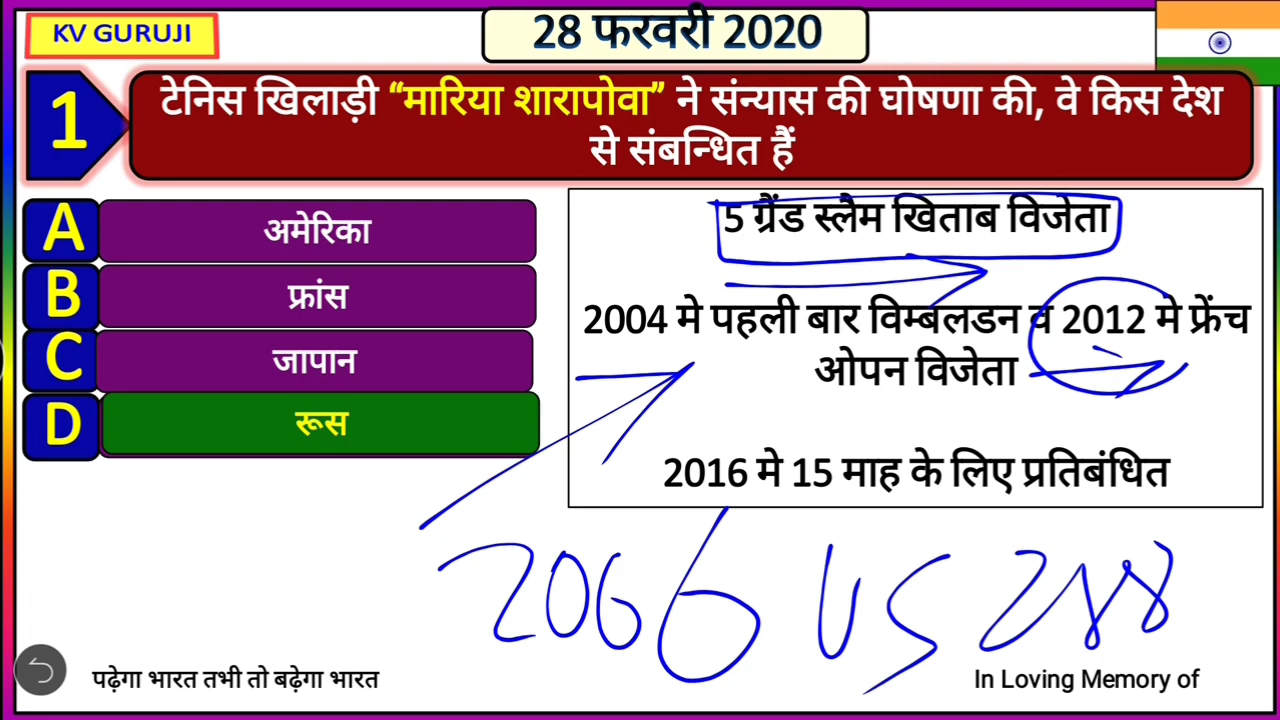 KV GURUJI
28 फरवरी 2020
1
टेनिस खिलाड़ी “मारिया शारापोवा” ने संन्यास की घोषणा की, वे किस देश
से संबन्धित हैं
A
अमेरिका
B
फ्रांस
C
जापान
D
रूस
5 ग्रैंड स्लैम खिताब विजेता
2004 मे पहली बार विम्बलडन व 2012 मे फ्रेंच
ओपन विजेता
2016 मे 15 माह के लिए प्रतिबंधित
US
पढ़ेगा भारत तभी तो बढ़ेगा भारत
In Loving Memory of